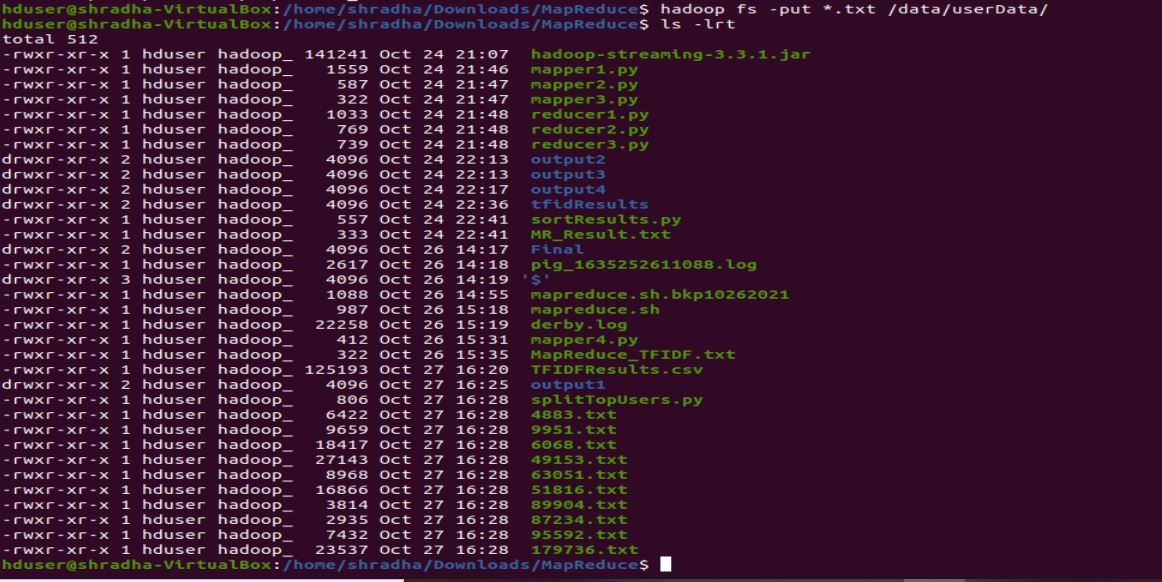 hduser@shradha-VirtualBox:/home/shradha/Downloads/MapReduce$ hadoop fs -put *.txt /data/userData/
hduser@shradha-VirtualBox:/home/shradha/Downloads/MapReduce$ ls -lrt
total 512
-rwxr-xr-x 1 hduser hadoop_ 141241 Oct 24 21:07  hadoop-streaming-3.3.1.jar
-rwxr-xr-x 1 hduser hadoop_   1559 Oct 24 21:46  mapper1.py
-rwxr-xr-x 1 hduser hadoop_    587 Oct 24 21:47  mapper2.py
-rwxr-xr-x 1 hduser hadoop_    322 Oct 24 21:47  mapper3.py
-rwxr-xr-x 1 hduser hadoop_   1033 Oct 24 21:48  reducer1.py
-rwxr-xr-x 1 hduser hadoop_    769 Oct 24 21:48  reducer2.py
-rwxr-xr-x 1 hduser hadoop_    739 Oct 24 21:48  reducer3.py
drwxr-xr-x 2 hduser hadoop_   4096 Oct 24 22:13  output2
drwxr-xr-x 2 hduser hadoop_   4096 Oct 24 22:13  output3
drwxr-xr-x 2 hduser hadoop_   4096 Oct 24 22:17  output4
drwxr-xr-x 2 hduser hadoop_   4096 Oct 24 22:36  tfidResults
-rwxr-xr-x 1 hduser hadoop_    557 Oct 24 22:41  sortResults.py
-rwxr-xr-x 1 hduser hadoop_    333 Oct 24 22:41  MR_Result.txt
drwxr-xr-x 2 hduser hadoop_   4096 Oct 26 14:17  Final
-rwxr-xr-x 1 hduser hadoop_   2617 Oct 26 14:18  pig_1635252611088.log
drwxr-xr-x 3 hduser hadoop_   4096 Oct 26 14:19 '$'
-rwxr-xr-x 1 hduser hadoop_   1088 Oct 26 14:55  mapreduce.sh.bkp10262021
-rwxr-xr-x 1 hduser hadoop_    987 Oct 26 15:18  mapreduce.sh
-rwxr-xr-x 1 hduser hadoop_  22258 Oct 26 15:19  derby.log
-rwxr-xr-x 1 hduser hadoop_    412 Oct 26 15:31  mapper4.py
-rwxr-xr-x 1 hduser hadoop_    322 Oct 26 15:35  MapReduce_TFIDF.txt
-rwxr-xr-x 1 hduser hadoop_ 125193 Oct 27 16:20  TFIDFResults.csv
drwxr-xr-x 2 hduser hadoop_   4096 Oct 27 16:25  output1
-rwxr-xr-x 1 hduser hadoop_    806 Oct 27 16:28  splitTopUsers.py
-rwxr-xr-x 1 hduser hadoop_   6422 Oct 27 16:28  4883.txt
-rwxr-xr-x 1 hduser hadoop_   9659 Oct 27 16:28  9951.txt
-rwxr-xr-x 1 hduser hadoop_  18417 Oct 27 16:28  6068.txt
-rwxr-xr-x 1 hduser hadoop_  27143 Oct 27 16:28  49153.txt
-rwxr-xr-x 1 hduser hadoop_   8968 Oct 27 16:28  63051.txt
-rwxr-xr-x 1 hduser hadoop_  16866 Oct 27 16:28  51816.txt
-rwxr-xr-x 1 hduser hadoop_   3814 Oct 27 16:28  89904.txt
-rwxr-xr-x 1 hduser hadoop_   2935 Oct 27 16:28  87234.txt
-rwxr-xr-x 1 hduser hadoop_   7432 Oct 27 16:28  95592.txt
-rwxr-xr-x 1 hduser hadoop_  23537 Oct 27 16:28  179736.txt
hduser@shradha-VirtualBox:/home/shradha/Downloads/MapReduce$